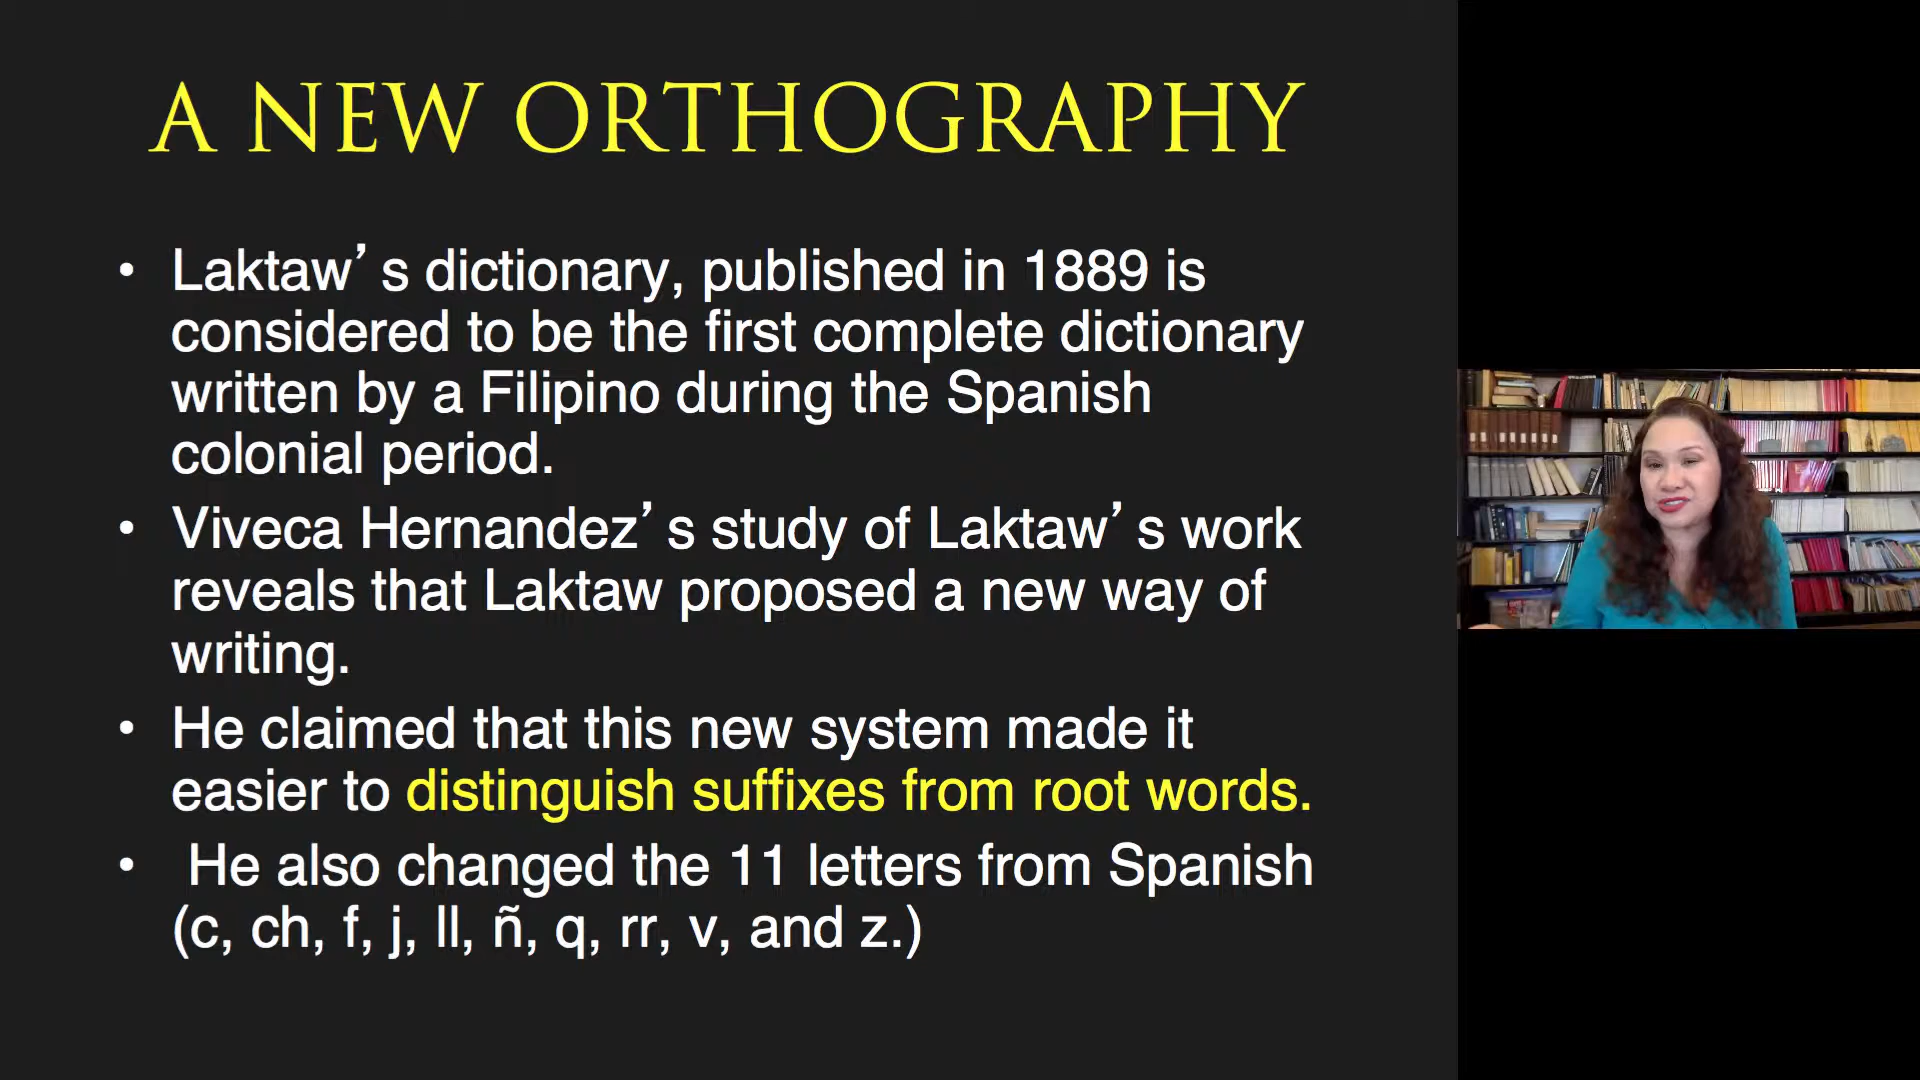 A NEW ORTHOGRAPHY
• Laktaw’s dictionary, published in 1889 is
considered to be the first complete dictionary
written by a Filipino during the Spanish
colonial period.
• Viveca Hernandez’s study of Laktaw’s work
reveals that Laktaw proposed a new way of
writing.
• He claimed that this new system made it
easier to distinguish suffixes from root words.
• He also changed the 11 letters from Spanish
(c, ch, f, j, ll, ñ, q, rr, v, and z.)